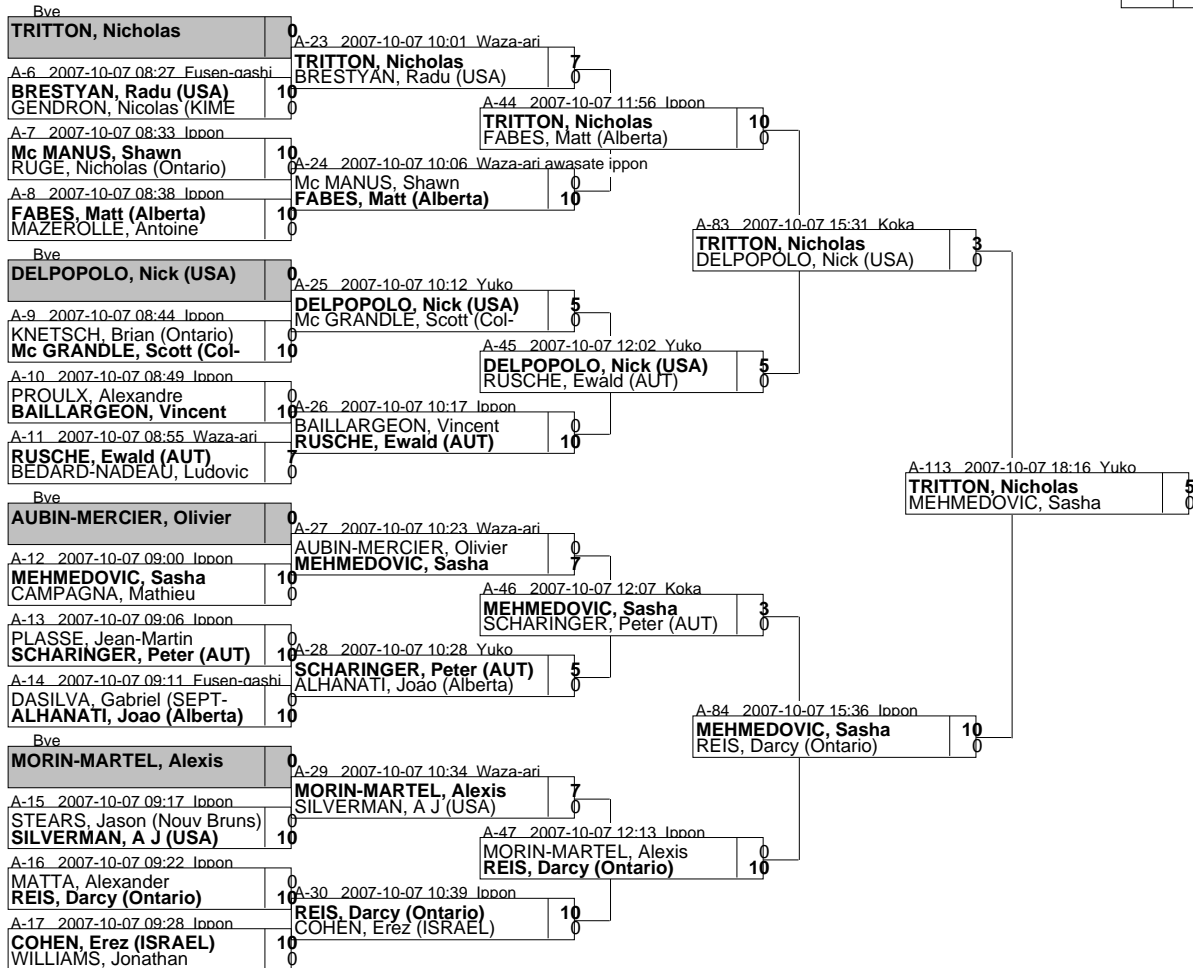 Bye
TRITTON, Nicholas 0
A-6 2007-10-07 08:27 Fusen-gashi
BRESTYAN, Radu (USA) 10
GENDRON, Nicolas (KIME 0
A-7 2007-10-07 08:33 Ippon
Mc MANUS, Shawn 10
RUGE, Nicholas (Ontario) 0
A-8 2007-10-07 08:38 Ippon
FABES, Matt (Alberta) 10
MAZEROLLE, Antoine 0
Bye
DELPOPOLO, Nick (USA) 0
A-9 2007-10-07 08:44 Ippon
KNETSCH, Brian (Ontario) 0
Mc GRANDLE, Scott (Col- 10
A-10 2007-10-07 08:49 Ippon
PROULX, Alexandre 0
BAILLARGEON, Vincent 10
A-11 2007-10-07 08:55 Waza-ari
RUSCHE, Ewald (AUT) 7
BEDARD-NADEAU, Ludovic 0
Bye
AUBIN-MERCIER, Olivier 0
A-12 2007-10-07 09:00 Ippon
MEHMEDOVIC, Sasha 10
CAMPAGNA, Mathieu 0
A-13 2007-10-07 09:06 Ippon
PLASSE, Jean-Martin 0
SCHARINGER, Peter (AUT) 10
A-14 2007-10-07 09:11 Fusen-gashi
DASILVA, Gabriel (SEPT- 0
ALHANATI, Joao (Alberta) 10
Bye
MORIN-MARTEL, Alexis 0
A-15 2007-10-07 09:17 Ippon
STEARS, Jason (Nouv Bruns) 0
SILVERMAN, A J (USA) 10
A-16 2007-10-07 09:22 Ippon
MATTA, Alexander 0
REIS, Darcy (Ontario) 10
A-17 2007-10-07 09:28 Ippon
COHEN, Erez (ISRAEL) 10
WILLIAMS, Jonathan 0
A-23 2007-10-07 10:01 Waza-ari
TRITTON, Nicholas 7
BRESTYAN, Radu (USA) 0
A-24 2007-10-07 10:06 Waza-ari awasate ippon
Mc MANUS, Shawn 0
FABES, Matt (Alberta) 10
A-25 2007-10-07 10:12 Yuko
DELPOPOLO, Nick (USA) 5
Mc GRANDLE, Scott (Col- 0
A-26 2007-10-07 10:17 Ippon
BAILLARGEON, Vincent 0
RUSCHE, Ewald (AUT) 10
A-27 2007-10-07 10:23 Waza-ari
AUBIN-MERCIER, Olivier 0
MEHMEDOVIC, Sasha 7
A-28 2007-10-07 10:28 Yuko
SCHARINGER, Peter (AUT) 5
ALHANATI, Joao (Alberta) 0
A-29 2007-10-07 10:34 Waza-ari
MORIN-MARTEL, Alexis 7
SILVERMAN, A J (USA) 0
A-30 2007-10-07 10:39 Ippon
REIS, Darcy (Ontario) 10
COHEN, Erez (ISRAEL) 0
A-44 2007-10-07 11:56 Ippon
TRITTON, Nicholas 10
FABES, Matt (Alberta) 0
A-45 2007-10-07 12:02 Yuko
DELPOPOLO, Nick (USA) 5
RUSCHE, Ewald (AUT) 0
A-46 2007-10-07 12:07 Koka
MEHMEDOVIC, Sasha 3
SCHARINGER, Peter (AUT) 0
A-47 2007-10-07 12:13 Ippon
MORIN-MARTEL, Alexis 0
REIS, Darcy (Ontario) 10
A-83 2007-10-07 15:31 Koka
TRITTON, Nicholas 3
DELPOPOLO, Nick (USA) 0
A-84 2007-10-07 15:36 Ippon
MEHMEDOVIC, Sasha 10
REIS, Darcy (Ontario) 0
A-113 2007-10-07 18:16 Yuko
TRITTON, Nicholas 5
MEHMEDOVIC, Sasha 0